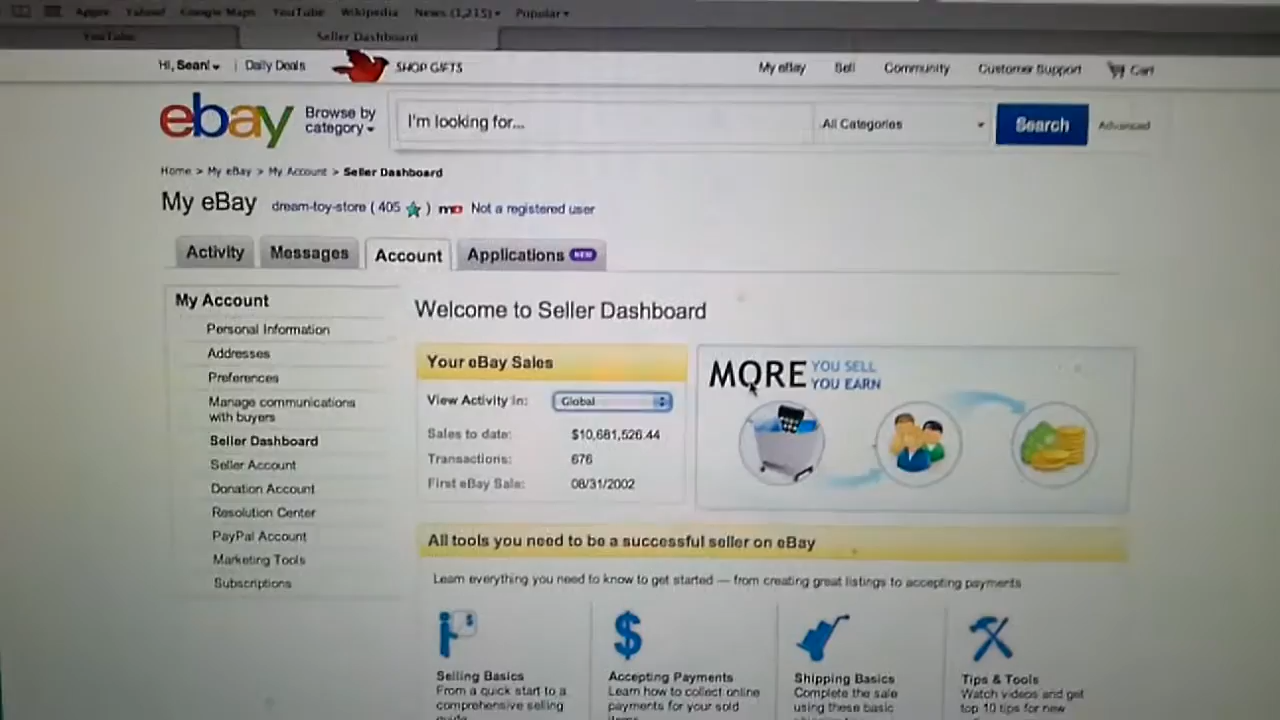 Apple Yahoo! Google Maps YouTube Wikipedia News (1,215) Popular
YouTube Seller Dashboard
Hi, Sean! | Daily Deals SHOP GIFTS My eBay Sell Community Customer Support Cart
ebay Browse by category I'm looking for... All Categories Search Advanced
Home > My eBay > My Account > Seller Dashboard
My eBay dream-toy-store ( 405 ) me Not a registered user
Activity Messages Account Applications NEW
My Account
Personal Information
Addresses
Preferences
Manage communications
with buyers
Seller Dashboard
Seller Account
Donation Account
Resolution Center
PayPal Account
Marketing Tools
Subscriptions
Welcome to Seller Dashboard
Your eBay Sales
View Activity in: Global
Sales to date: $10,681,526.44
Transactions: 676
First eBay Sale: 08/31/2002
MORE YOU SELL
YOU EARN
All tools you need to be a successful seller on eBay
Learn everything you need to know to get started — from creating great listings to accepting payments
Selling Basics
From a quick start to a
comprehensive selling
Accepting Payments
Learn how to collect online
payments for your sold
Shipping Basics
Complete the sale
using these basic
Tips & Tools
Watch videos and get
top 10 tips for new